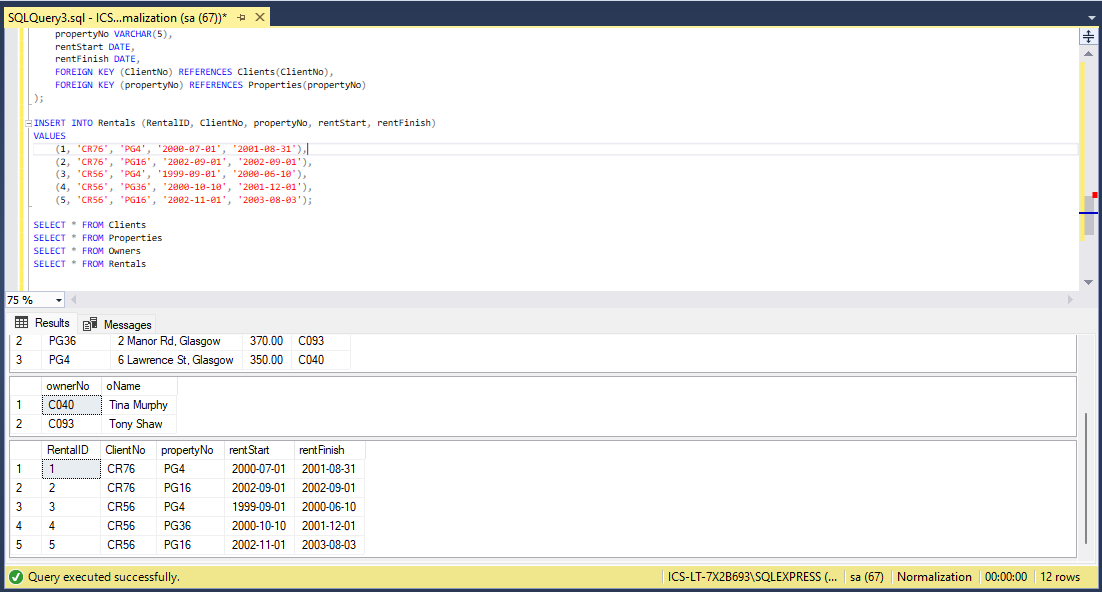 SQLQuery3.sql - ICS...malization (sa (67))*
propertyNo VARCHAR(5),
rentStart DATE,
rentFinish DATE,
FOREIGN KEY (ClientNo) REFERENCES Clients(ClientNo),
FOREIGN KEY (propertyNo) REFERENCES Properties(propertyNo)
);
INSERT INTO Rentals (RentalID, ClientNo, propertyNo, rentStart, rentFinish)
VALUES
(1, 'CR76', 'PG4', '2000-07-01', '2001-08-31'),
(2, 'CR76', 'PG16', '2002-09-01', '2002-09-01'),
(3, 'CR56', 'PG4', '1999-09-01', '2000-06-10'),
(4, 'CR56', 'PG36', '2000-10-10', '2001-12-01'),
(5, 'CR56', 'PG16', '2002-11-01', '2003-08-03');
SELECT * FROM Clients
SELECT * FROM Properties
SELECT * FROM Owners
SELECT * FROM Rentals
75 %
Results Messages
2 PG36 2 Manor Rd, Glasgow 370.00 C093
3 PG4 6 Lawrence St, Glasgow 350.00 C040
ownerNo oName
1 C040 Tina Murphy
2 C093 Tony Shaw
RentalID ClientNo propertyNo rentStart rentFinish
1 1 CR76 PG4 2000-07-01 2001-08-31
2 2 CR76 PG16 2002-09-01 2002-09-01
3 3 CR56 PG4 1999-09-01 2000-06-10
4 4 CR56 PG36 2000-10-10 2001-12-01
5 5 CR56 PG16 2002-11-01 2003-08-03
Query executed successfully. ICS-LT-7X2B693\SQLEXPRESS (... sa (67) Normalization 00:00:00 12 rows